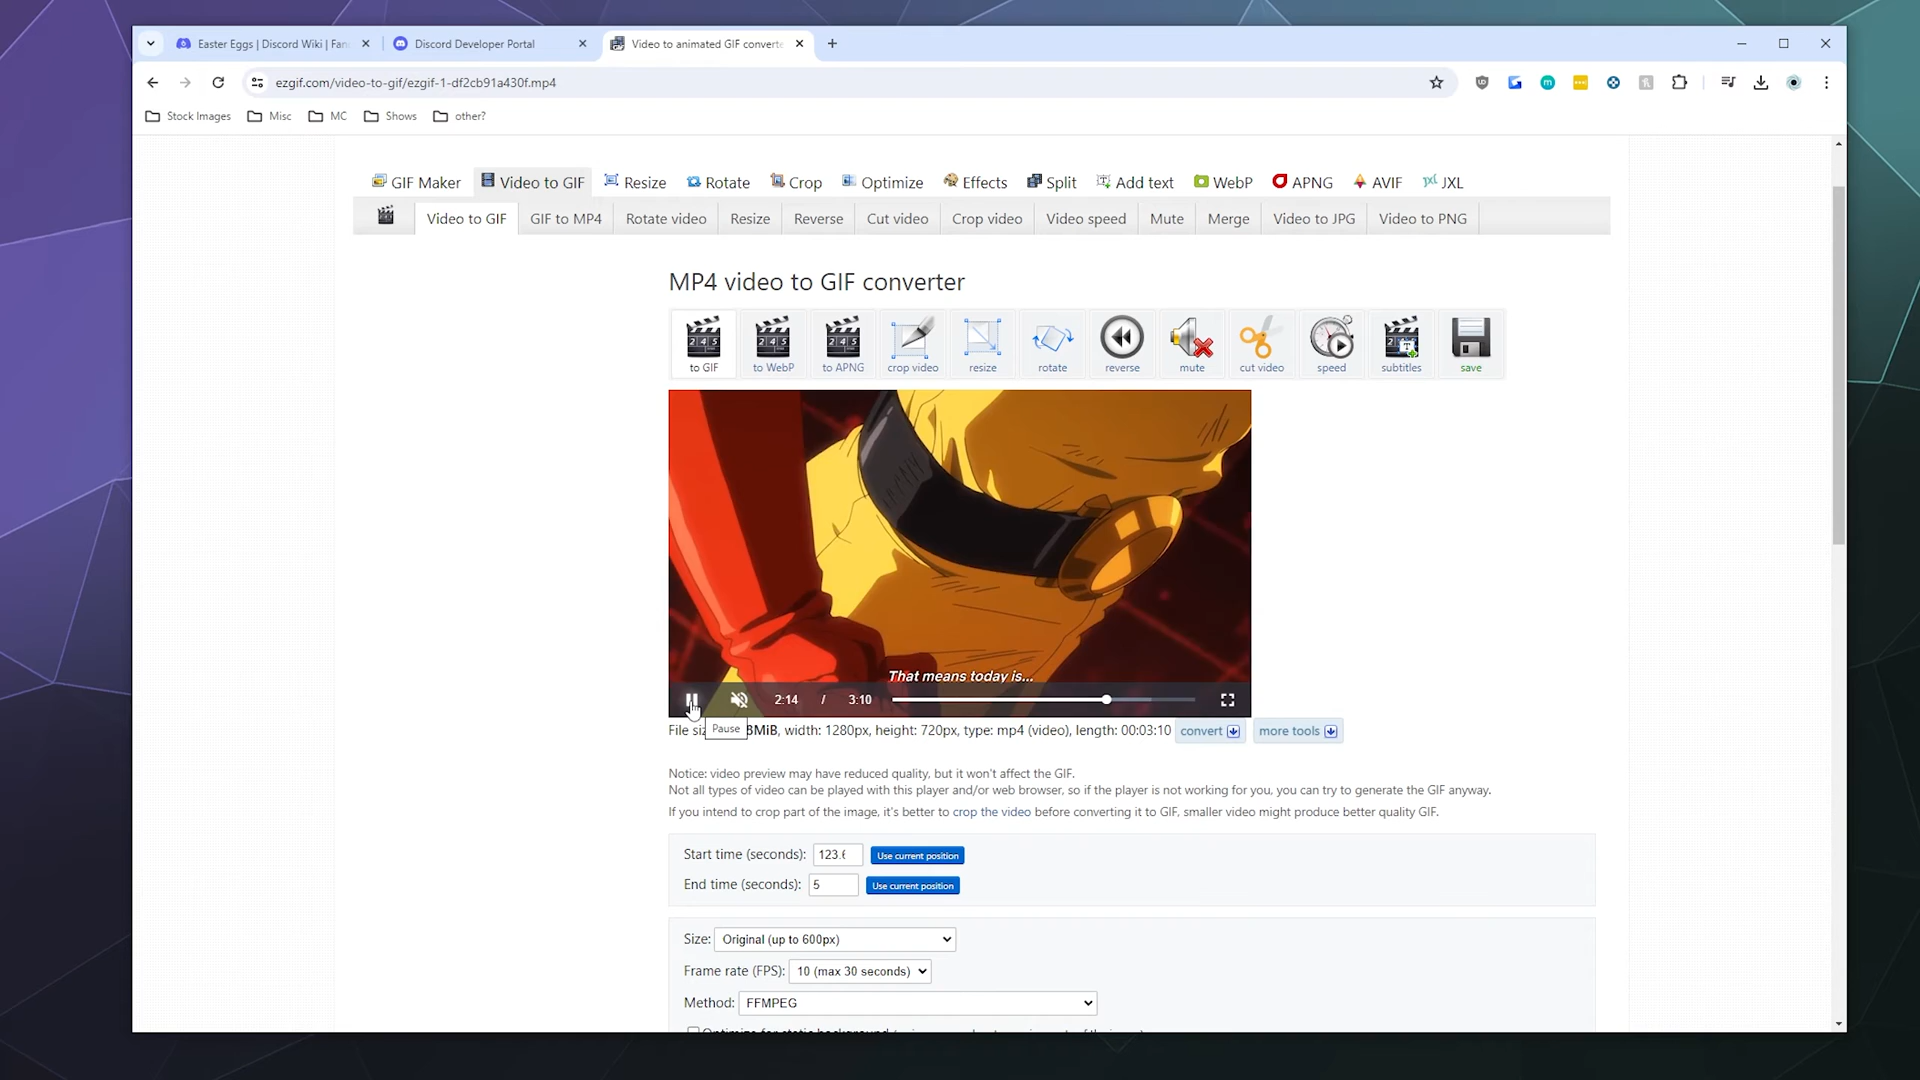 Easter Eggs | Discord Wiki | Fan
Discord Developer Portal
Video to animated GIF converte
ezgif.com/video-to-gif/ezgif-1-df2cb91a430f.mp4
Stock Images Misc MC Shows other?
GIF Maker Video to GIF Resize Rotate Crop Optimize Effects Split Add text WebP APNG AVIF JXL
Video to GIF GIF to MP4 Rotate video Resize Reverse Cut video Crop video Video speed Mute Merge Video to JPG Video to PNG
MP4 video to GIF converter
to GIF to WebP to APNG crop video resize rotate reverse mute cut video speed subtitles save
That means today is...
2:14 / 3:10
Pause
File siz 8MiB, width: 1280px, height: 720px, type: mp4 (video), length: 00:03:10 convert more tools
Notice: video preview may have reduced quality, but it won't affect the GIF.
Not all types of video can be played with this player and/or web browser, so if the player is not working for you, you can try to generate the GIF anyway.
If you intend to crop part of the image, it's better to crop the video before converting it to GIF, smaller video might produce better quality GIF.
Start time (seconds): 123.6 Use current position
End time (seconds): 5 Use current position
Size: Original (up to 600px)
Frame rate (FPS): 10 (max 30 seconds)
Method: FFMPEG
Optimize for static background